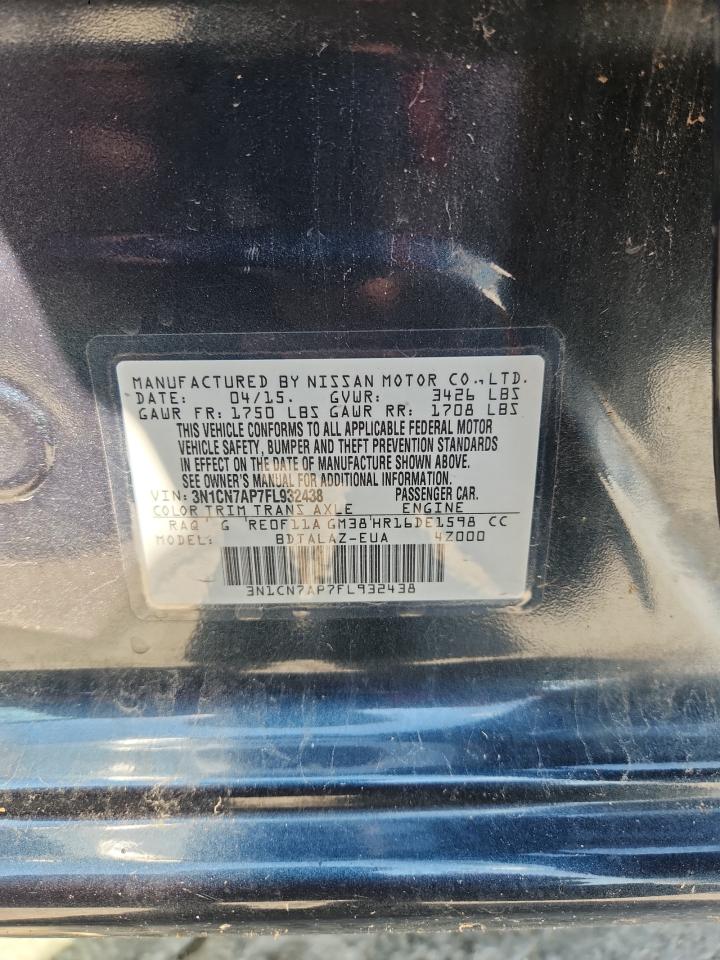 MANUFACTURED BY NISSAN MOTOR CO., LTD.
DATE: 04/15. GVWR: 3426 LBS
GAWR FR: 1750 LBS GAWR RR: 1708 LBS
THIS VEHICLE CONFORMS TO ALL APPLICABLE FEDERAL MOTOR
VEHICLE SAFETY, BUMPER AND THEFT PREVENTION STANDARDS
IN EFFECT ON THE DATE OF MANUFACTURE SHOWN ABOVE.
SEE OWNER'S MANUAL FOR ADDITIONAL INFORMATION.
VIN: 3N1CN7AP7FL932438 PASSENGER CAR.
COLOR TRIM TRANS AXLE ENGINE
RAQ ' G ' RE0F11A GM38'HR16DE1598 CC
MODEL: BDTALAZ-EUA 4Z000
3N1CN7AP7FL932438